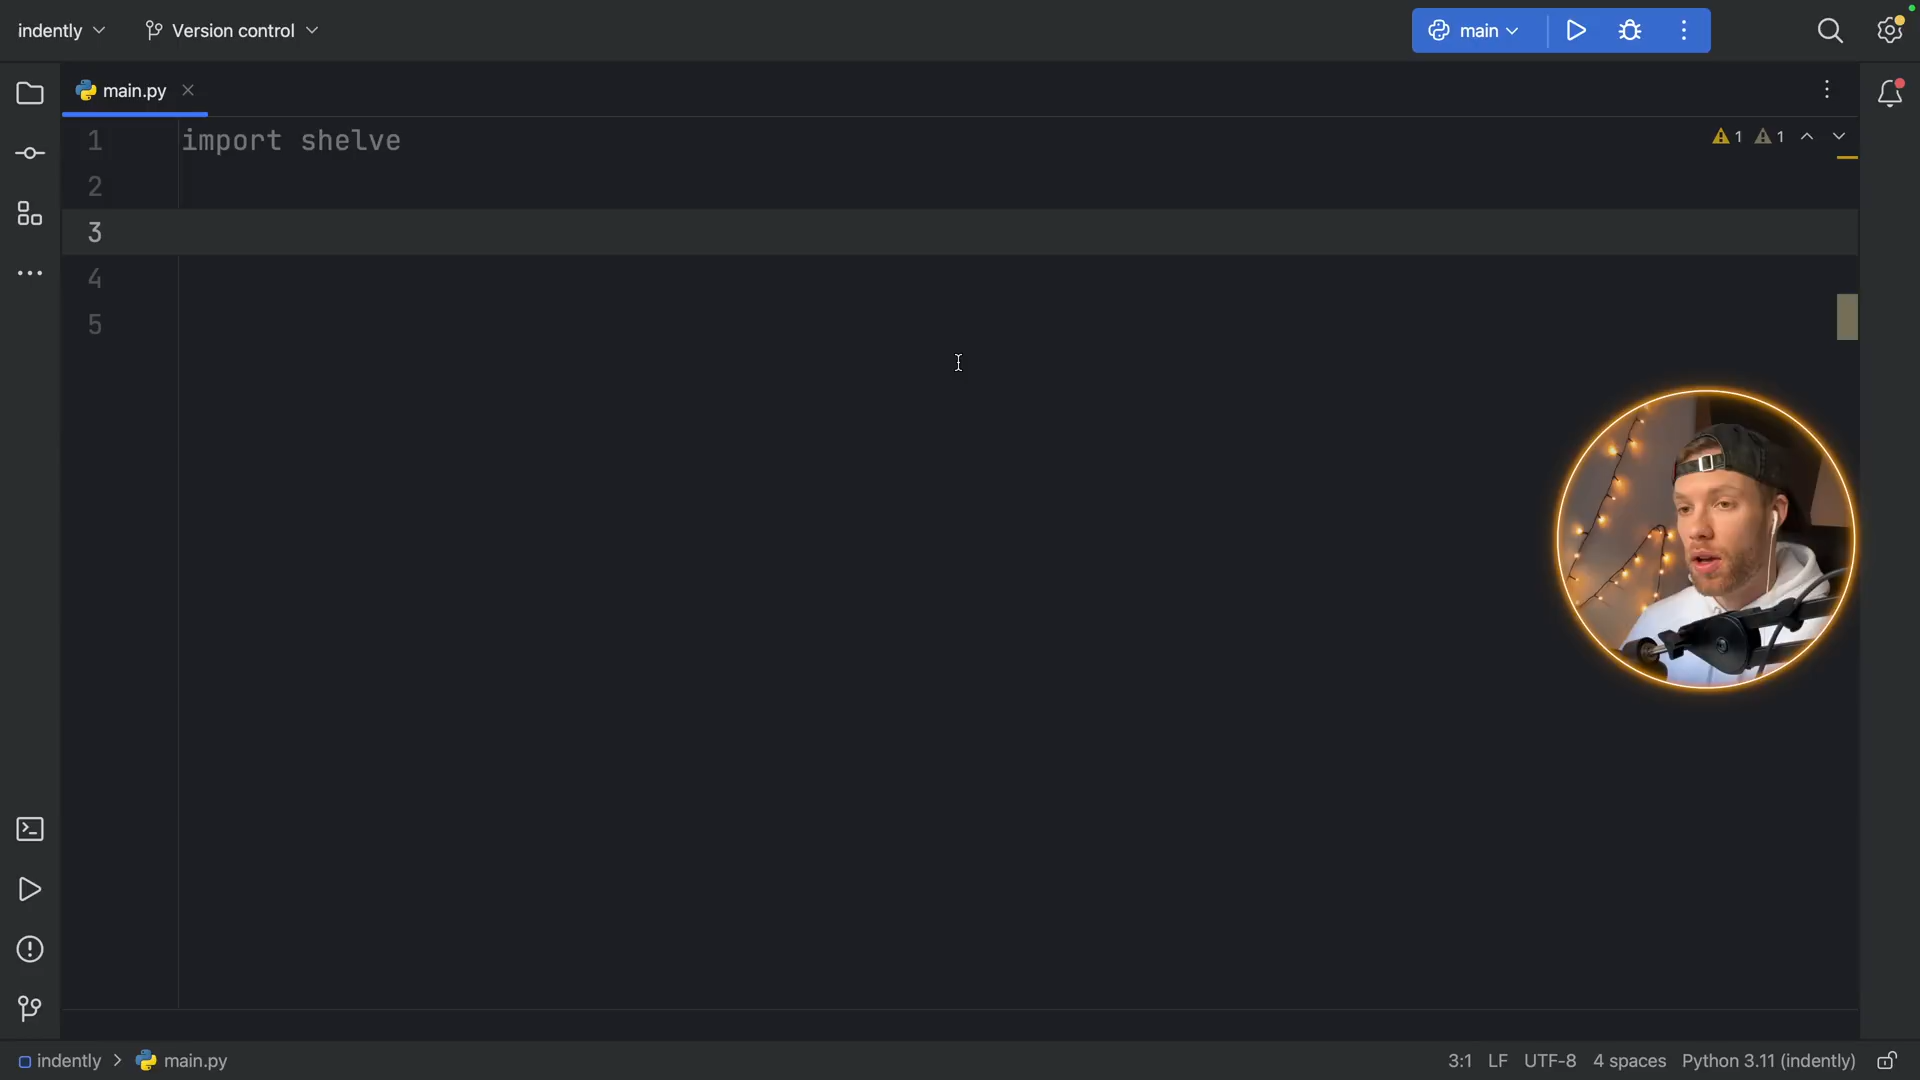 indently
Version control
main
main.py
1 import shelve
1 1
2
3
4
5
indently > main.py
3:1 LF UTF-8 4 spaces Python 3.11 (indently)